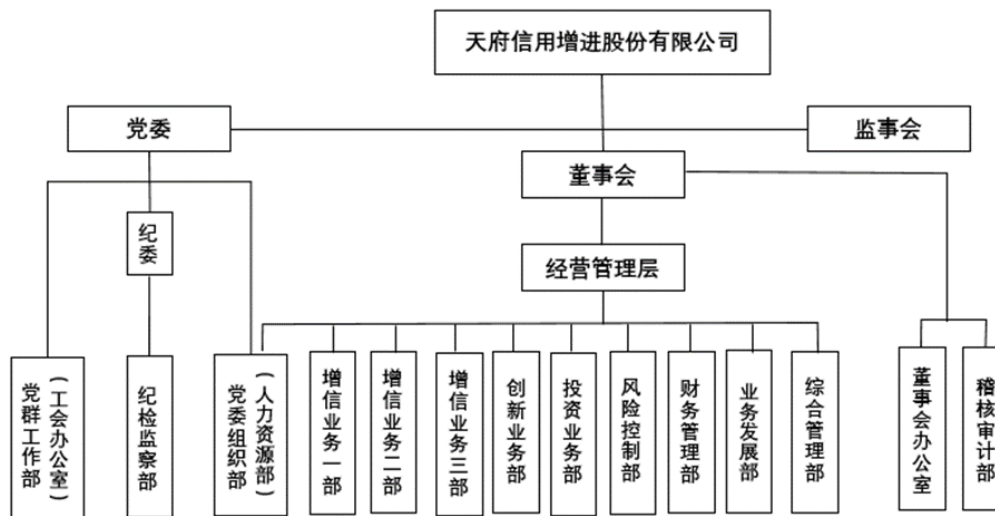 天府信用增进股份有限公司
党委
监事会
董事会
纪委
经营管理层
党群工作部
(工会办公室)
纪检监察部
党委组织部
(人力资源部)
增信业务一部
增信业务二部
增信业务三部
创新业务部
投资业务部
风险控制部
财务管理部
业务发展部
综合管理部
董事会办公室
稽核审计部